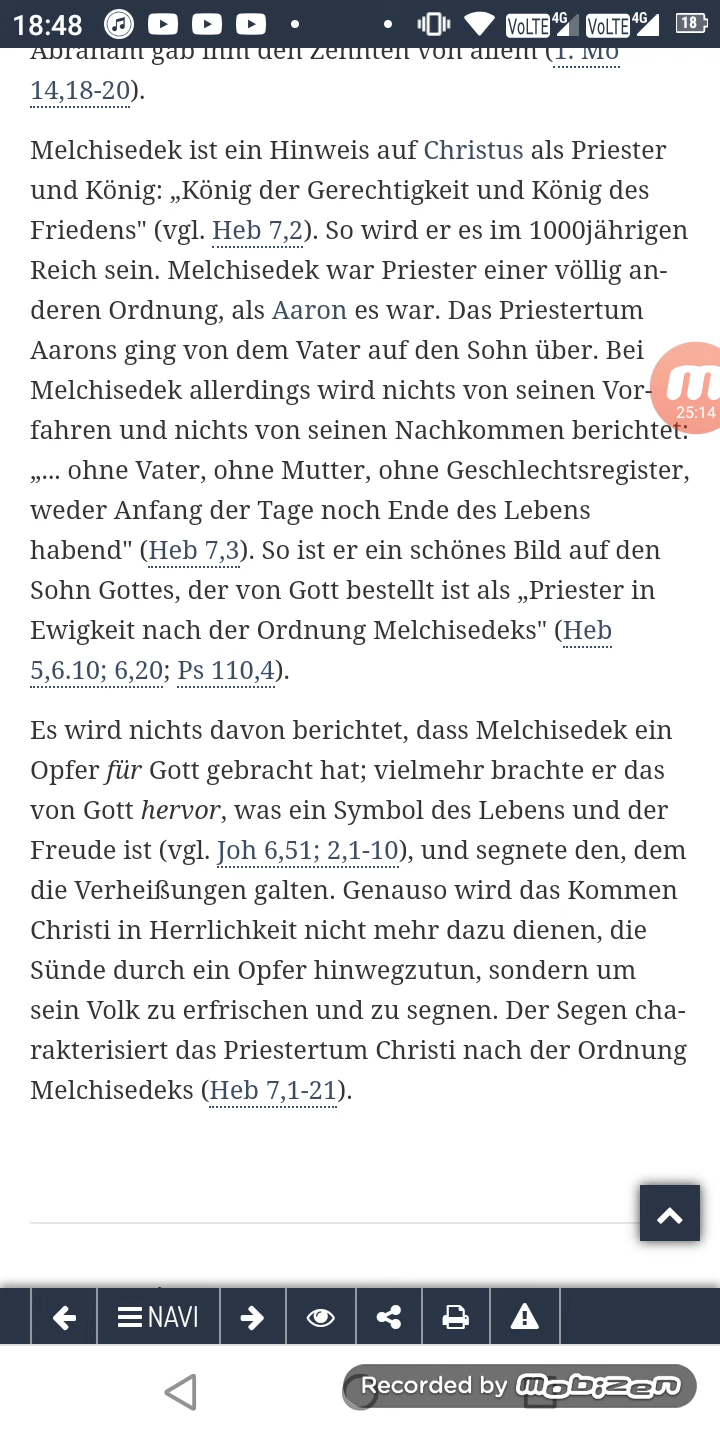 18:48
VoLTE 4G VoLTE 4G 18
Abraham gab ihm den Zehnten von allem (1. Mo
14,18-20).
Melchisedek ist ein Hinweis auf Christus als Priester
und König: „König der Gerechtigkeit und König des
Friedens" (vgl. Heb 7,2). So wird er es im 1000jährigen
Reich sein. Melchisedek war Priester einer völlig an-
deren Ordnung, als Aaron es war. Das Priestertum
Aarons ging von dem Vater auf den Sohn über. Bei
Melchisedek allerdings wird nichts von seinen Vor-
25:14
fahren und nichts von seinen Nachkommen berichtet:
„... ohne Vater, ohne Mutter, ohne Geschlechtsregister,
weder Anfang der Tage noch Ende des Lebens
habend" (Heb 7,3). So ist er ein schönes Bild auf den
Sohn Gottes, der von Gott bestellt ist als „Priester in
Ewigkeit nach der Ordnung Melchisedeks" (Heb
5,6.10; 6,20; Ps 110,4).
Es wird nichts davon berichtet, dass Melchisedek ein
Opfer für Gott gebracht hat; vielmehr brachte er das
von Gott hervor, was ein Symbol des Lebens und der
Freude ist (vgl. Joh 6,51; 2,1-10), und segnete den, dem
die Verheißungen galten. Genauso wird das Kommen
Christi in Herrlichkeit nicht mehr dazu dienen, die
Sünde durch ein Opfer hinwegzutun, sondern um
sein Volk zu erfrischen und zu segnen. Der Segen cha-
rakterisiert das Priestertum Christi nach der Ordnung
Melchisedeks (Heb 7,1-21).
NAVI
Recorded by mobizen